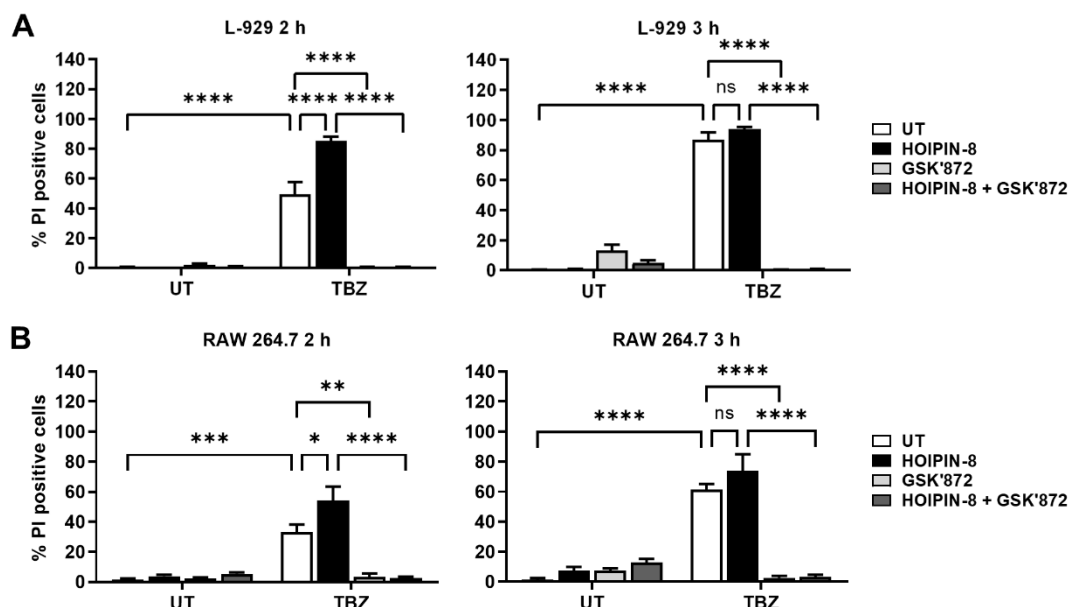 A
L-929 2 h
% PI positive cells
140
120
100
80
60
40
20
0
****
****
**** ****
UT
TBZ
L-929 3 h
140
120
100
80
60
40
20
0
****
****
ns
****
UT
TBZ
UT
HOIPIN-8
GSK'872
HOIPIN-8 + GSK'872
B
RAW 264.7 2 h
% PI positive cells
140
120
100
80
60
40
20
0
**
***
*
****
UT
TBZ
RAW 264.7 3 h
140
120
100
80
60
40
20
0
****
****
ns
****
UT
TBZ
UT
HOIPIN-8
GSK'872
HOIPIN-8 + GSK'872